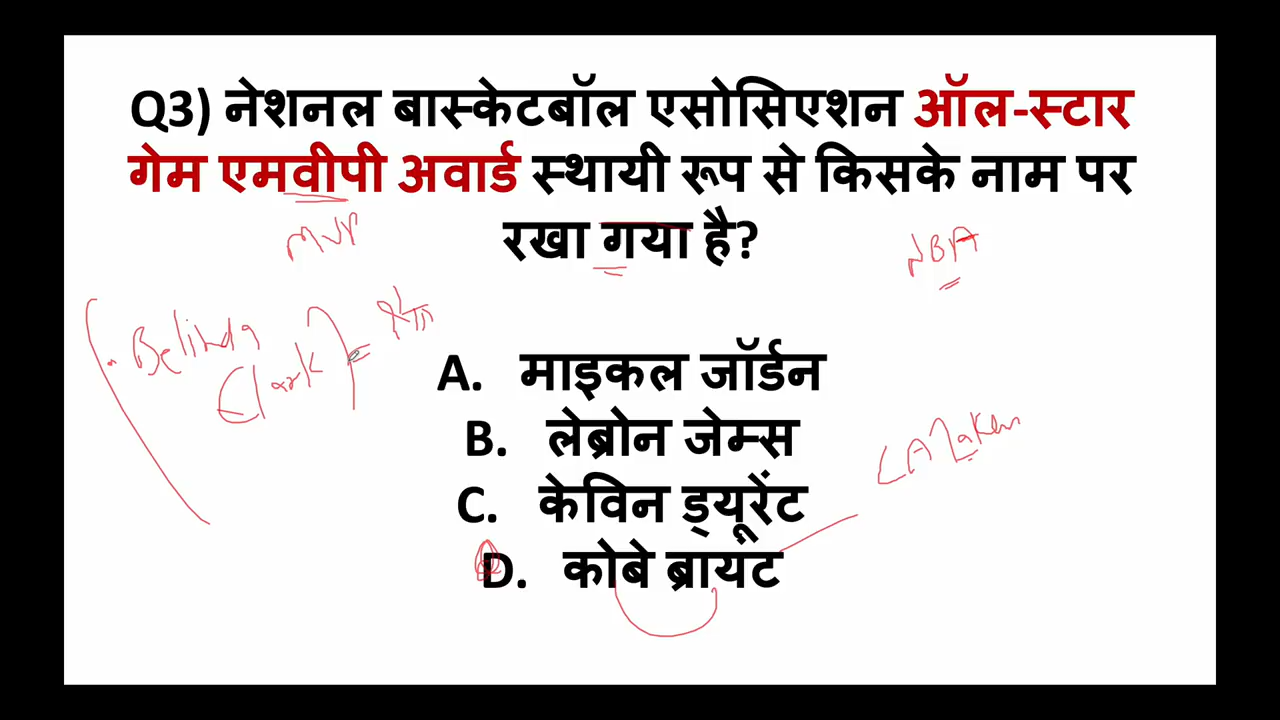 Q3) नेशनल बास्केटबॉल एसोसिएशन ऑल-स्टार
गेम एमवीपी अवार्ड स्थायी रूप से किसके नाम पर
रखा गया है?
MVP
NBA
Belinda
Clark
A. माइकल जॉर्डन
B. लेब्रोन जेम्स
LA Laken
C. केविन ड्यूरेंट
D. कोबे ब्रायंट